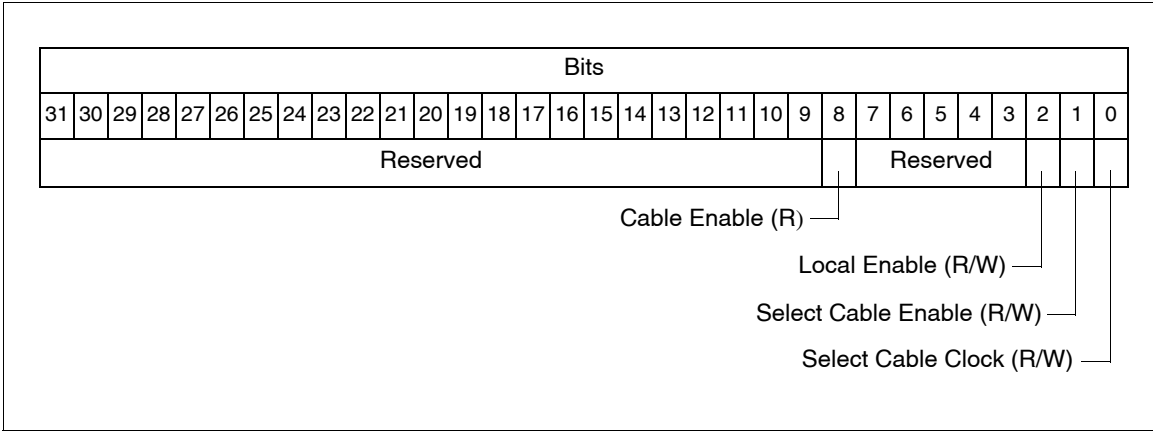 Bits
31 30 29 28 27 26 25 24 23 22 21 20 19 18 17 16 15 14 13 12 11 10 9 8 7 6 5 4 3 2 1 0
Reserved Reserved
Cable Enable (R)
Local Enable (R/W)
Select Cable Enable (R/W)
Select Cable Clock (R/W)